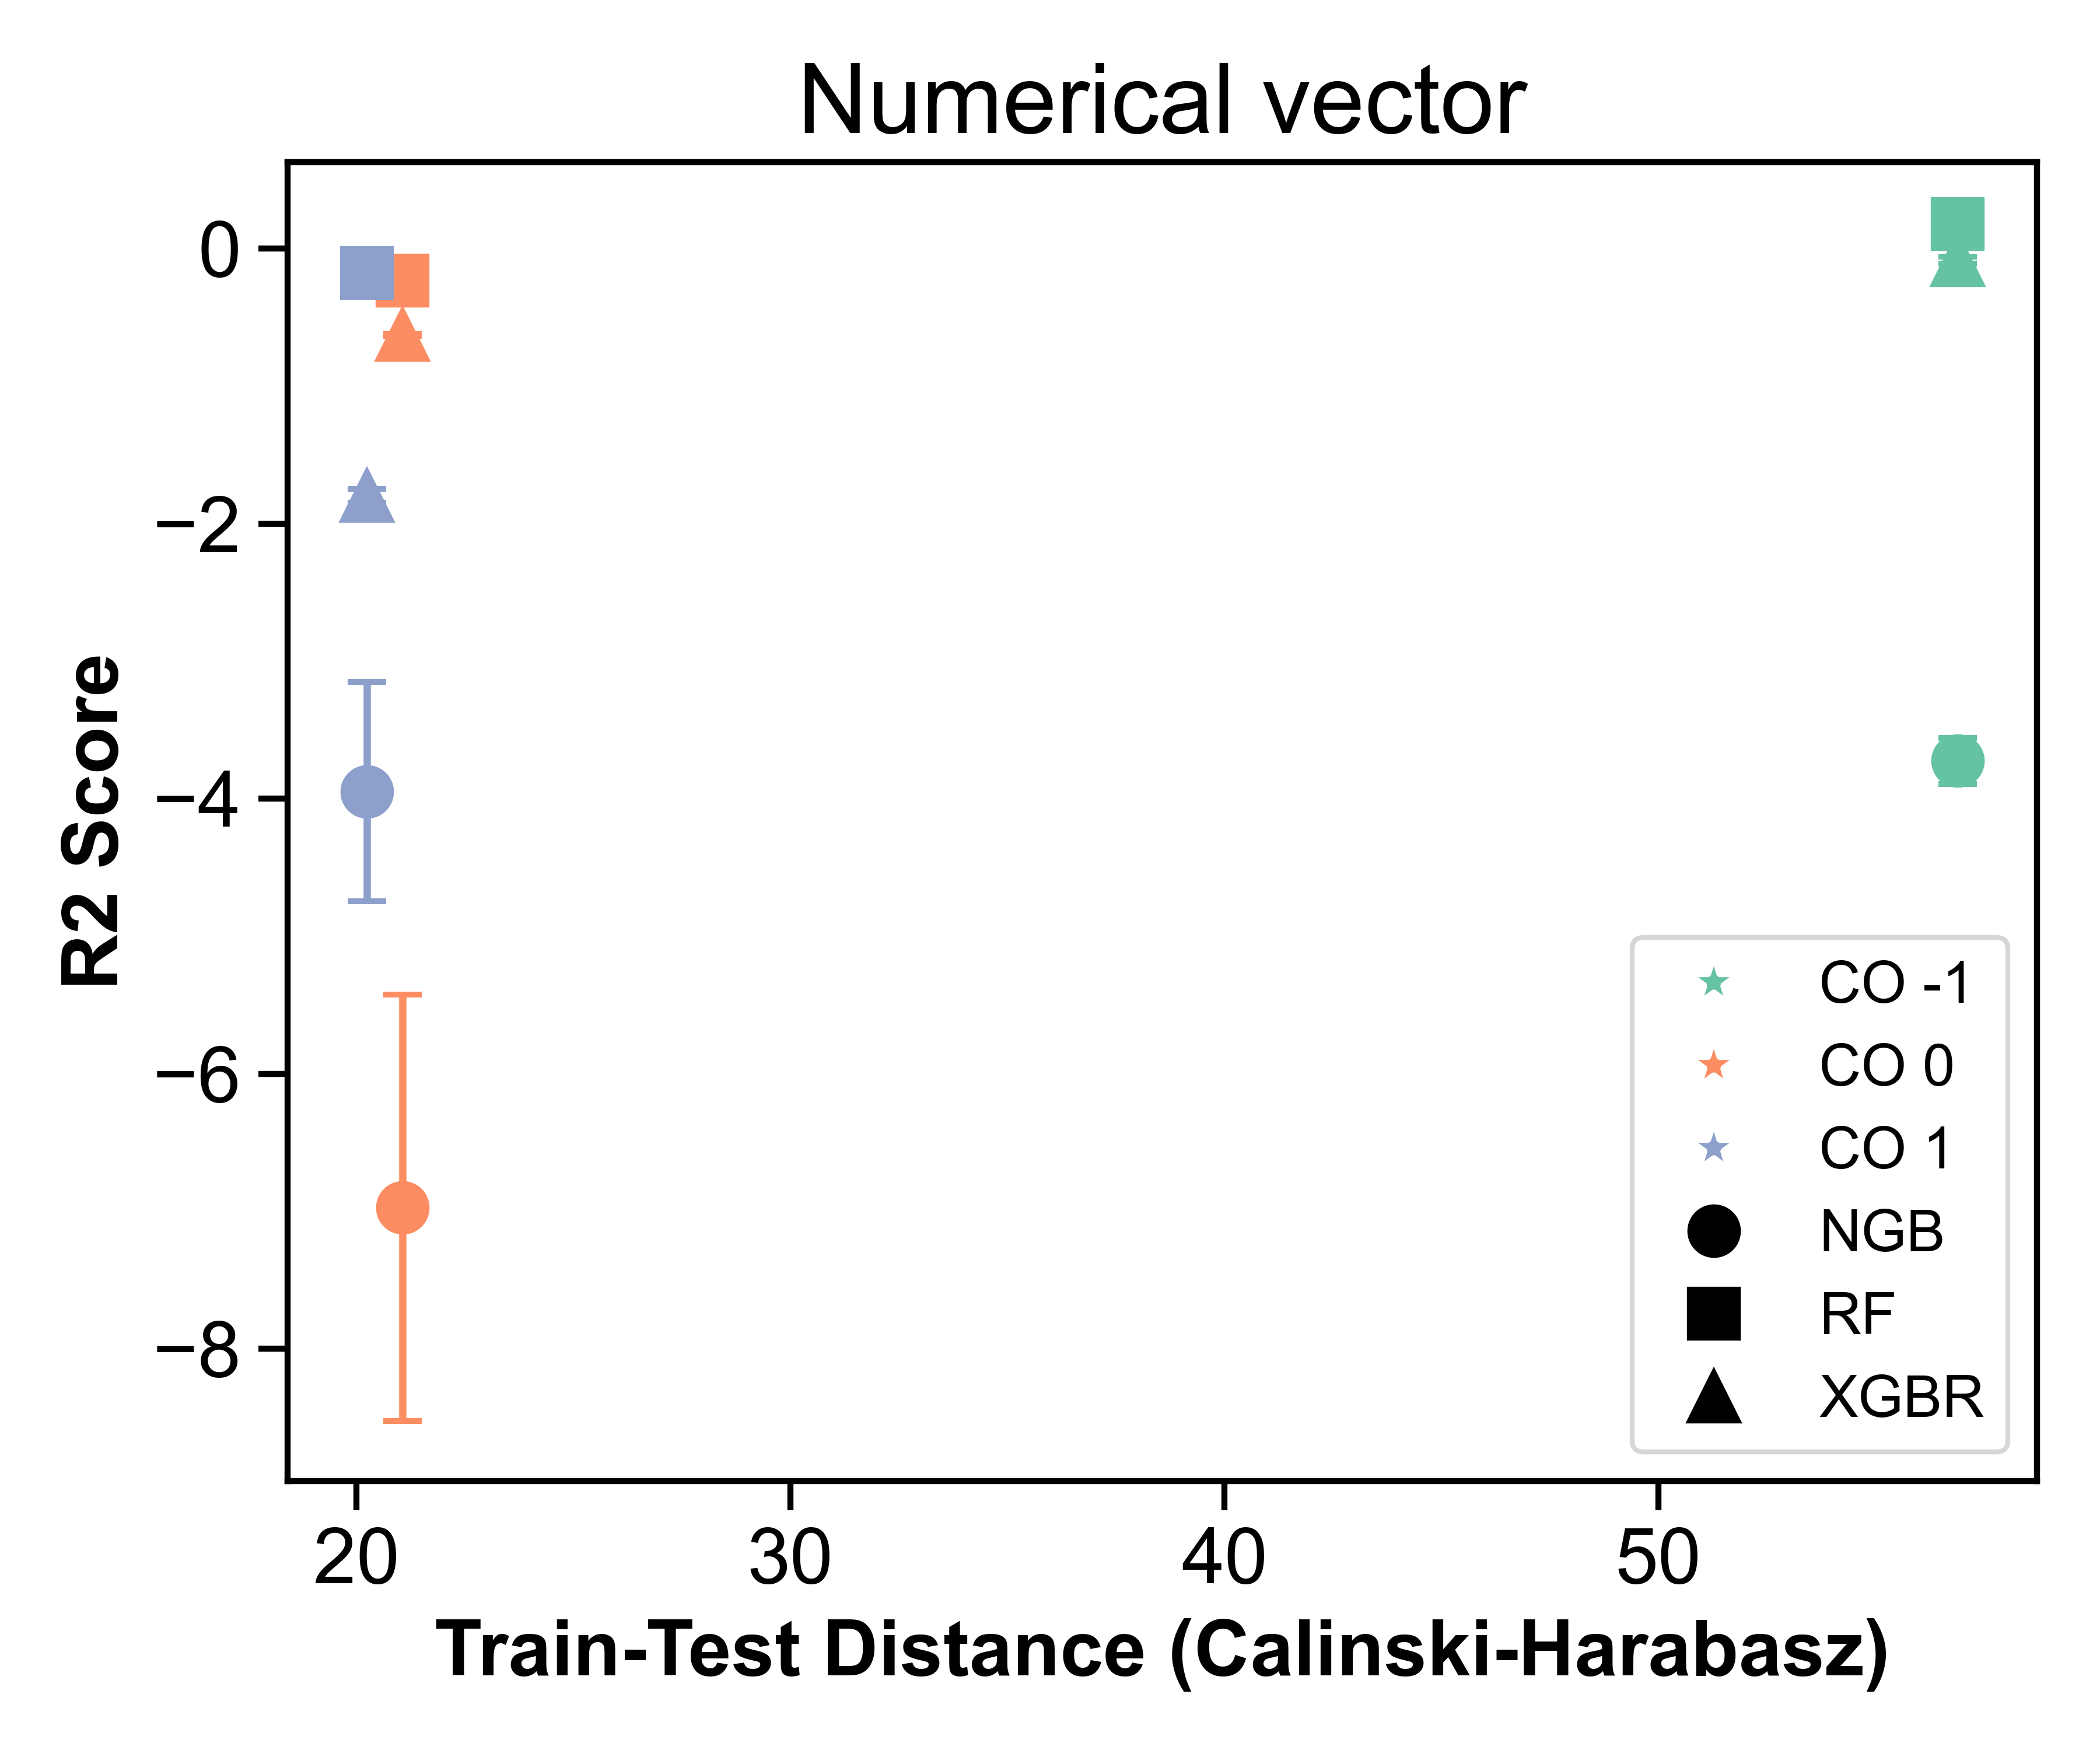 Numerical vector
0
−2
−4
−6
−8
R2 Score
CO -1
CO 0
CO 1
NGB
RF
XGBR
20 30 40 50
Train-Test Distance (Calinski-Harabasz)